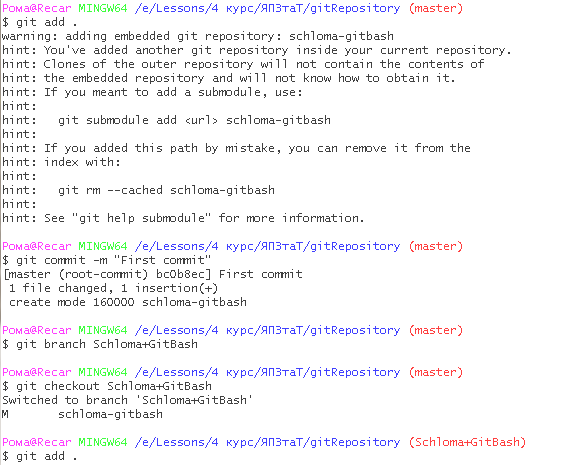 Рома@Recar MINGW64 /e/Lessons/4 курс/ЯПЗтаТ/gitRepository (master)
$ git add .
warning: adding embedded git repository: schloma-gitbash
hint: You've added another git repository inside your current repository.
hint: Clones of the outer repository will not contain the contents of
hint: the embedded repository and will not know how to obtain it.
hint: If you meant to add a submodule, use:
hint:
hint:   git submodule add <url> schloma-gitbash
hint:
hint: If you added this path by mistake, you can remove it from the
hint: index with:
hint:
hint:   git rm --cached schloma-gitbash
hint:
hint: See "git help submodule" for more information.
Рома@Recar MINGW64 /e/Lessons/4 курс/ЯПЗтаТ/gitRepository (master)
$ git commit -m "First commit"
[master (root-commit) bc0b8ec] First commit
 1 file changed, 1 insertion(+)
 create mode 160000 schloma-gitbash
Рома@Recar MINGW64 /e/Lessons/4 курс/ЯПЗтаТ/gitRepository (master)
$ git branch Schloma+GitBash
Рома@Recar MINGW64 /e/Lessons/4 курс/ЯПЗтаТ/gitRepository (master)
$ git checkout Schloma+GitBash
Switched to branch 'Schloma+GitBash'
M       schloma-gitbash
Рома@Recar MINGW64 /e/Lessons/4 курс/ЯПЗтаТ/gitRepository (Schloma+GitBash)
$ git add .